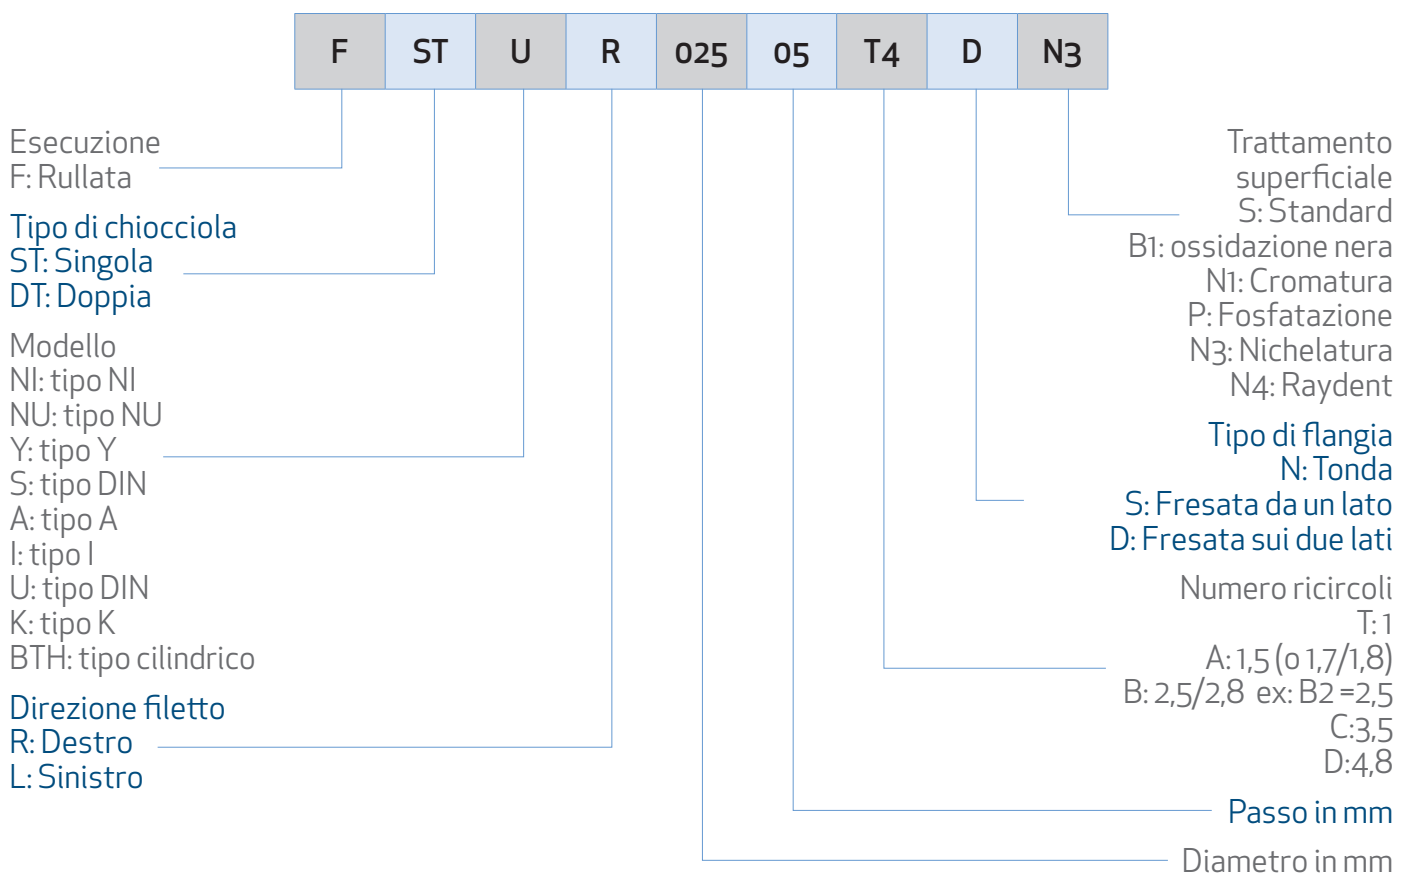 F ST U R 025 05 T4 D N3
Esecuzione
F: Rullata
Tipo di chiocciola
ST: Singola
DT: Doppia
Modello
NI: tipo NI
NU: tipo NU
Y: tipo Y
S: tipo DIN
A: tipo A
I: tipo I
U: tipo DIN
K: tipo K
BTH: tipo cilindrico
Direzione filetto
R: Destro
L: Sinistro
Trattamento
superficiale
S: Standard
B1: ossidazione nera
N1: Cromatura
P: Fosfatazione
N3: Nichelatura
N4: Raydent
Tipo di flangia
N: Tonda
S: Fresata da un lato
D: Fresata sui due lati
Numero ricircoli
T: 1
A: 1,5 (o 1,7/1,8)
B: 2,5/2,8 ex: B2 =2,5
C:3,5
D:4,8
Passo in mm
Diametro in mm